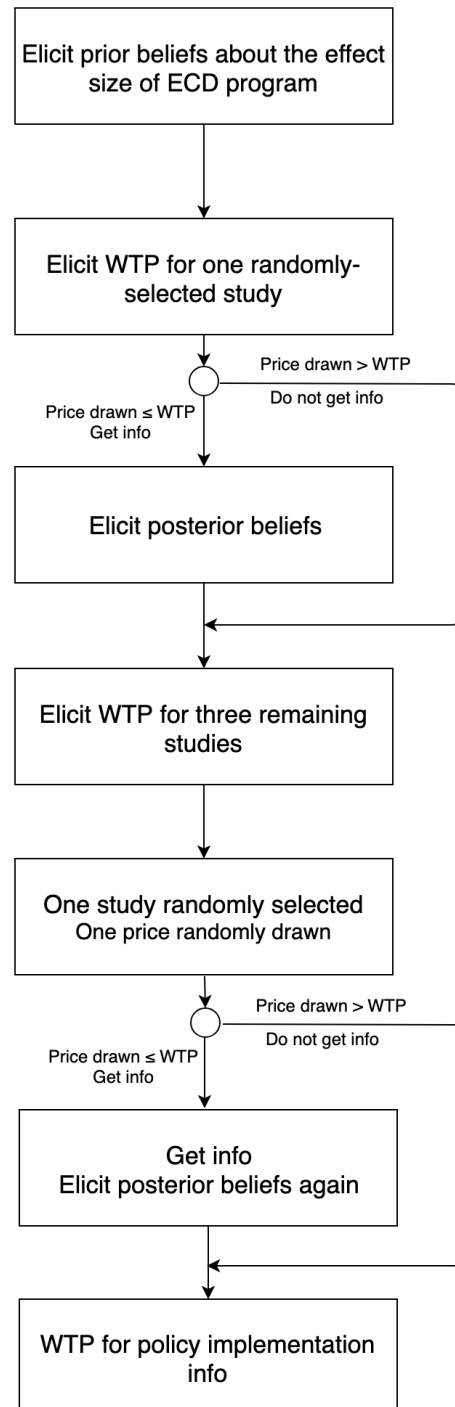 Elicit prior beliefs about the effect
size of ECD program
Elicit WTP for one randomly-
selected study
Price drawn > WTP
Do not get info
Price drawn ≤ WTP
Get info
Elicit posterior beliefs
Elicit WTP for three remaining
studies
One study randomly selected
One price randomly drawn
Price drawn > WTP
Do not get info
Price drawn ≤ WTP
Get info
Get info
Elicit posterior beliefs again
WTP for policy implementation
info